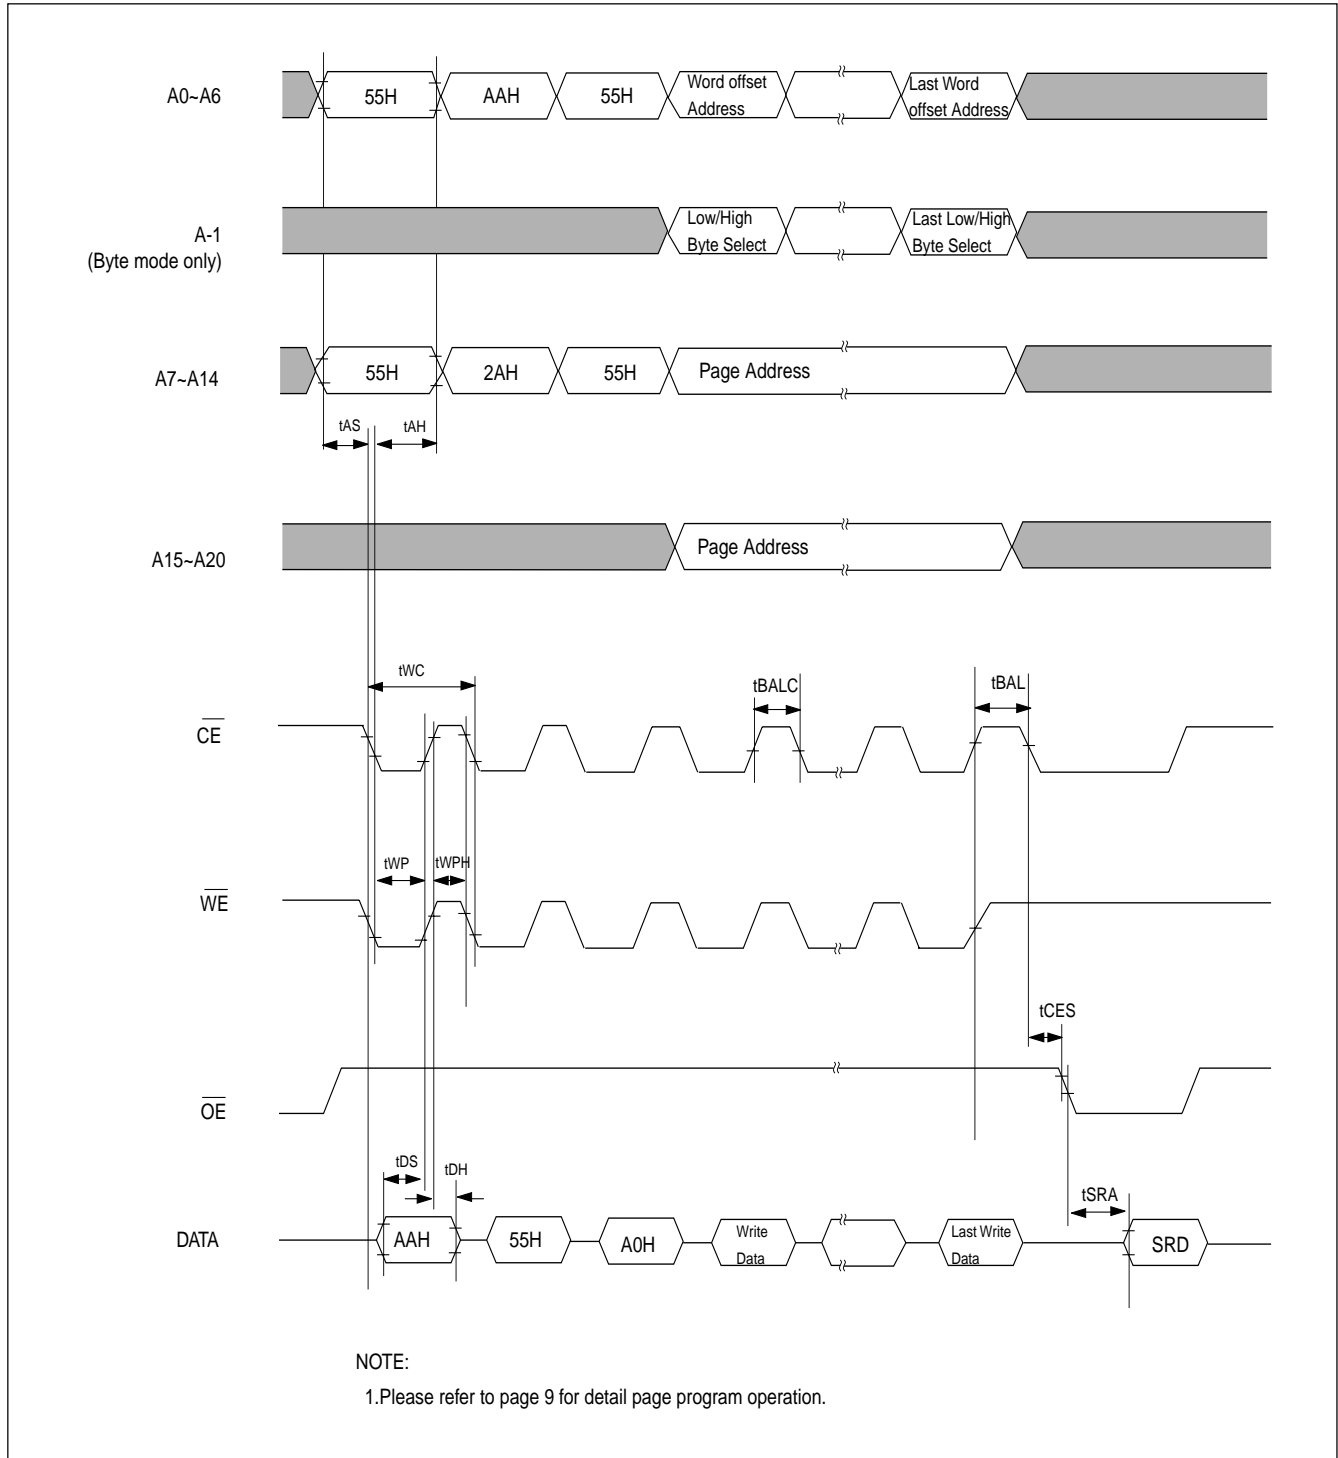 A0~A6
55H
AAH
55H
Word offset
Address
Last Word
offset Address
A-1
(Byte mode only)
Low/High
Byte Select
Last Low/High
Byte Select
A7~A14
55H
2AH
55H
Page Address
tAS
tAH
A15~A20
Page Address
tWC
tBALC
tBAL
CE
tWP
tWPH
WE
tCES
OE
tDS
tDH
tSRA
DATA
AAH
55H
A0H
Write
Data
Last Write
Data
SRD
NOTE:
1.Please refer to page 9 for detail page program operation.